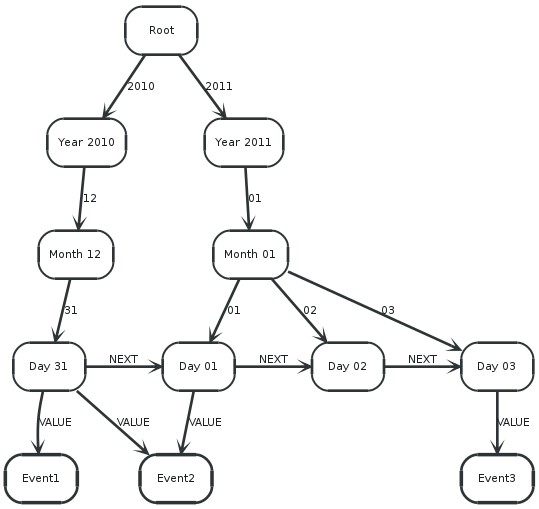 Root
2010
2011
Year 2010
Year 2011
12
01
Month 12
Month 01
31
01
02
03
Day 31
NEXT
Day 01
NEXT
Day 02
NEXT
Day 03
VALUE
VALUE
VALUE
VALUE
Event1
Event2
Event3